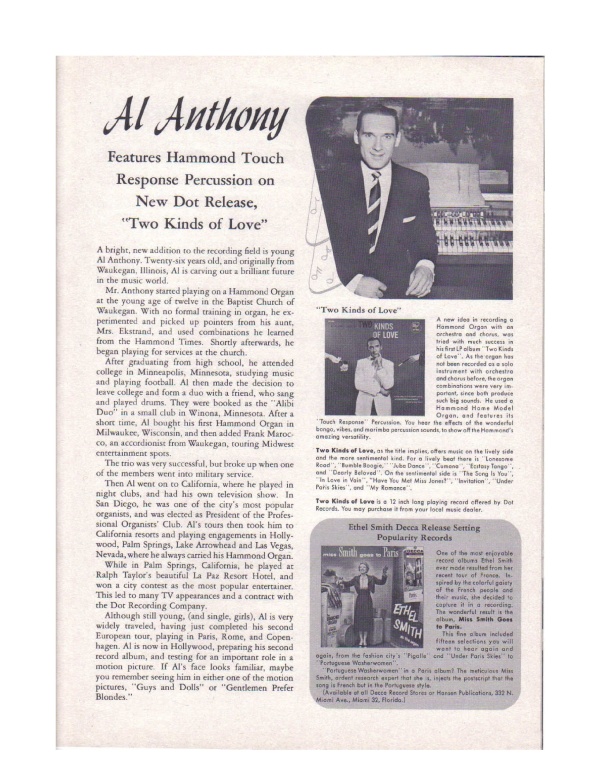 Al Anthony
Features Hammond Touch
Response Percussion on
New Dot Release,
"Two Kinds of Love"
A bright, new addition to the recording field is young
Al Anthony. Twenty-six years old, and originally from
Waukegan, Illinois, Al is carving out a brilliant future
in the music world.
Mr. Anthony started playing on a Hammond Organ
at the young age of twelve in the Baptist Church of
Waukegan. With no formal training in organ, he ex-
perimented and picked up pointers from his aunt,
Mrs. Ekstrand, and used combinations he learned
from the Hammond Times. Shortly afterwards, he
began playing for services at the church.
After graduating from high school, he attended
college in Minneapolis, Minnesota, studying music
and playing football. Al then made the decision to
leave college and form a duo with a friend, who sang
and played drums. They were booked as the "Alibi
Duo" in a small club in Winona, Minnesota. After a
short time, Al bought his first Hammond Organ in
Milwaukee, Wisconsin, and then added Frank Maroc-
co, an accordionist from Waukegan, touring Midwest
entertainment spots.
The trio was very successful, but broke up when one
of the members went into military service.
Then Al went on to California, where he played in
night clubs, and had his own television show. In
San Diego, he was one of the city's most popular
organists, and was elected as President of the Profes-
sional Organists' Club. Al's tours then took him to
California resorts and playing engagements in Holly-
wood, Palm Springs, Lake Arrowhead and Las Vegas,
Nevada, where he always carried his Hammond Organ.
While in Palm Springs, California, he played at
Ralph Taylor's beautiful La Paz Resort Hotel, and
won a city contest as the most popular entertainer.
This led to many TV appearances and a contract with
the Dot Recording Company.
Although still young, (and single, girls), Al is very
widely traveled, having just completed his second
European tour, playing in Paris, Rome, and Copen-
hagen. Al is now in Hollywood, preparing his second
record album, and testing for an important role in a
motion picture. If Al's face looks familiar, maybe
you remember seeing him in either one of the motion
pictures, "Guys and Dolls" or "Gentlemen Prefer
Blondes."
"Two Kinds of Love"
KINDS
OF LOVE
A new idea in recording a
Hammond Organ with an
orchestra and chorus, was
tried with much success in
his first LP album "Two Kinds
of Love". As the organ has
not been recorded as a solo
instrument with orchestra
and chorus before, the organ
combinations were very im-
portant, since both produce
such big sounds. He used a
Hammond Home Model
Organ, and features its
"Touch Response" Percussion. You hear the effects of the wonderful
bongo, vibes, and marimba percussion sounds, to show off the Hammond's
amazing versatility.
Two Kinds of Love, as the title implies, offers music on the lively side
and the more sentimental kind. For a lively beat there is "Lonesome
Road", "Bumble Boogie," "Juba Dance", "Cumana", "Ecstasy Tango",
and "Dearly Beloved". On the sentimental side is "The Song Is You",
"In Love in Vain", "Have You Met Miss Jones?", "Invitation", "Under
Paris Skies", and "My Romance".
Two Kinds of Love is a 12 inch long playing record offered by Dot
Records. You may purchase it from your local music dealer.
Ethel Smith Decca Release Setting
Popularity Records
miss Smith goes to Paris
DECCA
Paris
ETHEL
SMITH
One of the most enjoyable
record albums Ethel Smith
ever made resulted from her
recent tour of France. In-
spired by the colorful gaiety
of the French people and
their music, she decided to
capture it in a recording.
The wonderful result is the
album, Miss Smith Goes
to Paris.
This fine album included
fifteen selections you will
want to hear again and
again, from the fashion city's "Pigalle" and "Under Paris Skies" to
"Portuguese Washerwomen".
"Portuguese Washerwomen" in a Paris album? The meticulous Miss
Smith, ardent research expert that she is, injects the postscript that the
song is French but in the Portuguese style.
(Available at all Decca Record Stores or Hansen Publications, 332 N.
Miami Ave., Miami 32, Florida.)